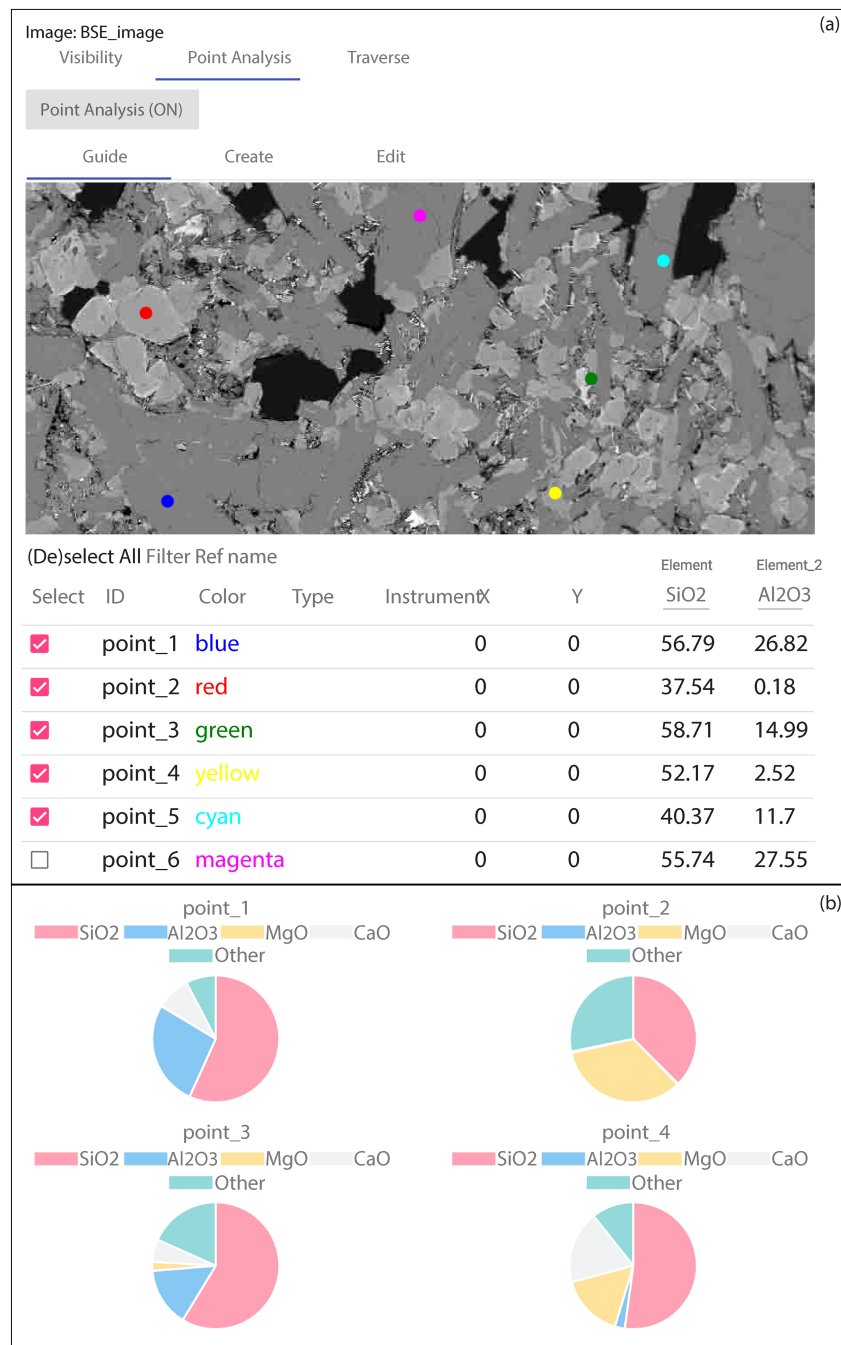 (a)
Image: BSE_image
Visibility Point Analysis Traverse
Point Analysis (ON)
Guide Create Edit
(De)select All Filter Ref name
Element Element_2
Select ID Color Type InstrumentX Y SiO2 Al2O3
point_1 blue 0 0 56.79 26.82
point_2 red 0 0 37.54 0.18
point_3 green 0 0 58.71 14.99
point_4 yellow 0 0 52.17 2.52
point_5 cyan 0 0 40.37 11.7
point_6 magenta 0 0 55.74 27.55
(b)
point_1
SiO2 Al2O3 MgO CaO
Other
point_2
SiO2 Al2O3 MgO CaO
Other
point_3
SiO2 Al2O3 MgO CaO
Other
point_4
SiO2 Al2O3 MgO CaO
Other